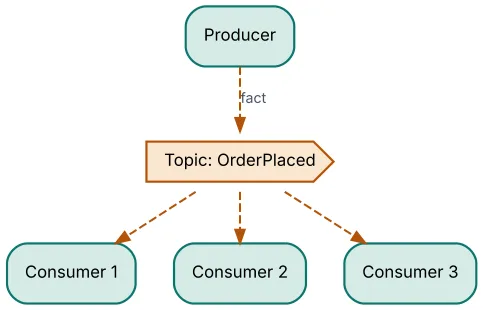 Producer
fact
Topic: OrderPlaced
Consumer 1
Consumer 2
Consumer 3